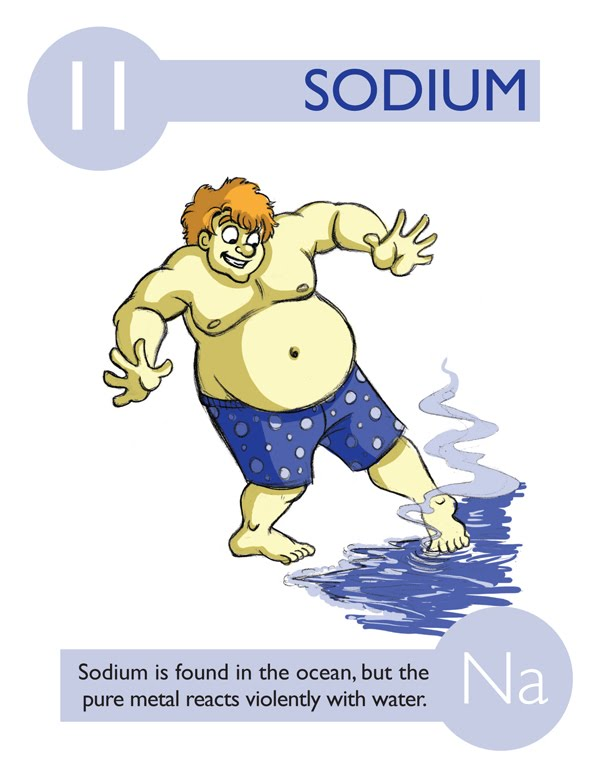 11
SODIUM
Sodium is found in the ocean, but the
pure metal reacts violently with water.
Na